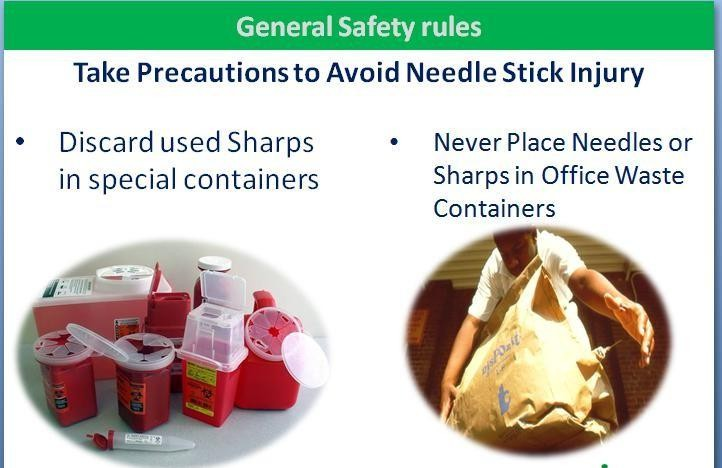 General Safety rules
Take Precautions to Avoid Needle Stick Injury
• Discard used Sharps
in special containers
• Never Place Needles or
Sharps in Office Waste
Containers